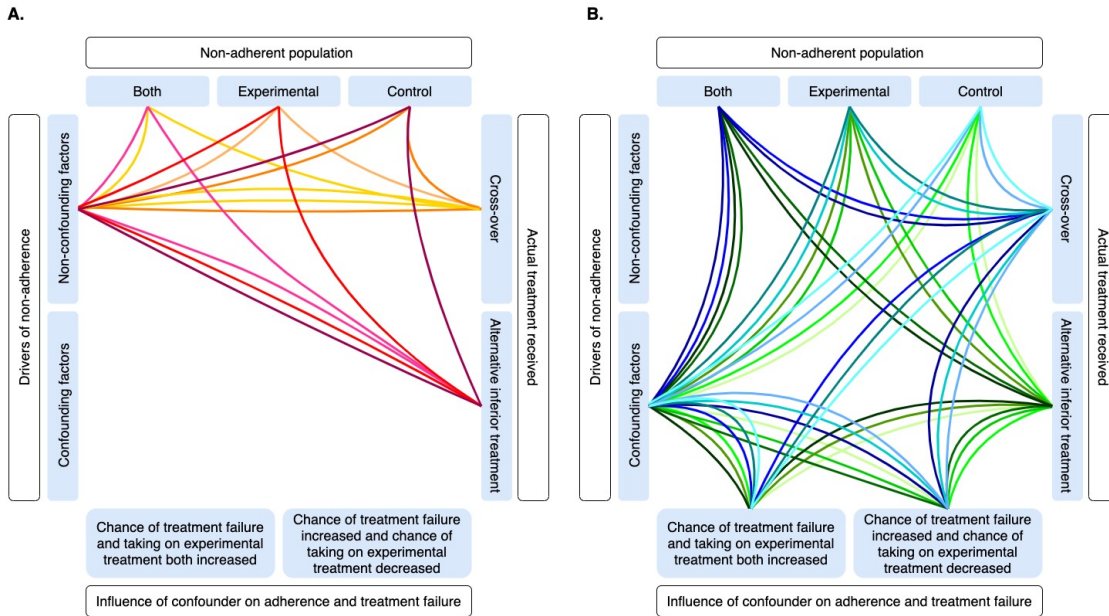 A.
Non-adherent population
Both
Experimental
Control
Drivers of non-adherence
Non-confounding factors
Confounding factors
Cross-over
Alternative inferior treatment
Actual treatment received
Chance of treatment failure
and taking on experimental
treatment both increased
Chance of treatment failure
increased and chance of
taking on experimental
treatment decreased
Influence of confounder on adherence and treatment failure
B.
Non-adherent population
Both
Experimental
Control
Drivers of non-adherence
Non-confounding factors
Confounding factors
Cross-over
Alternative inferior treatment
Actual treatment received
Chance of treatment failure
and taking on experimental
treatment both increased
Chance of treatment failure
increased and chance of
taking on experimental
treatment decreased
Influence of confounder on adherence and treatment failure